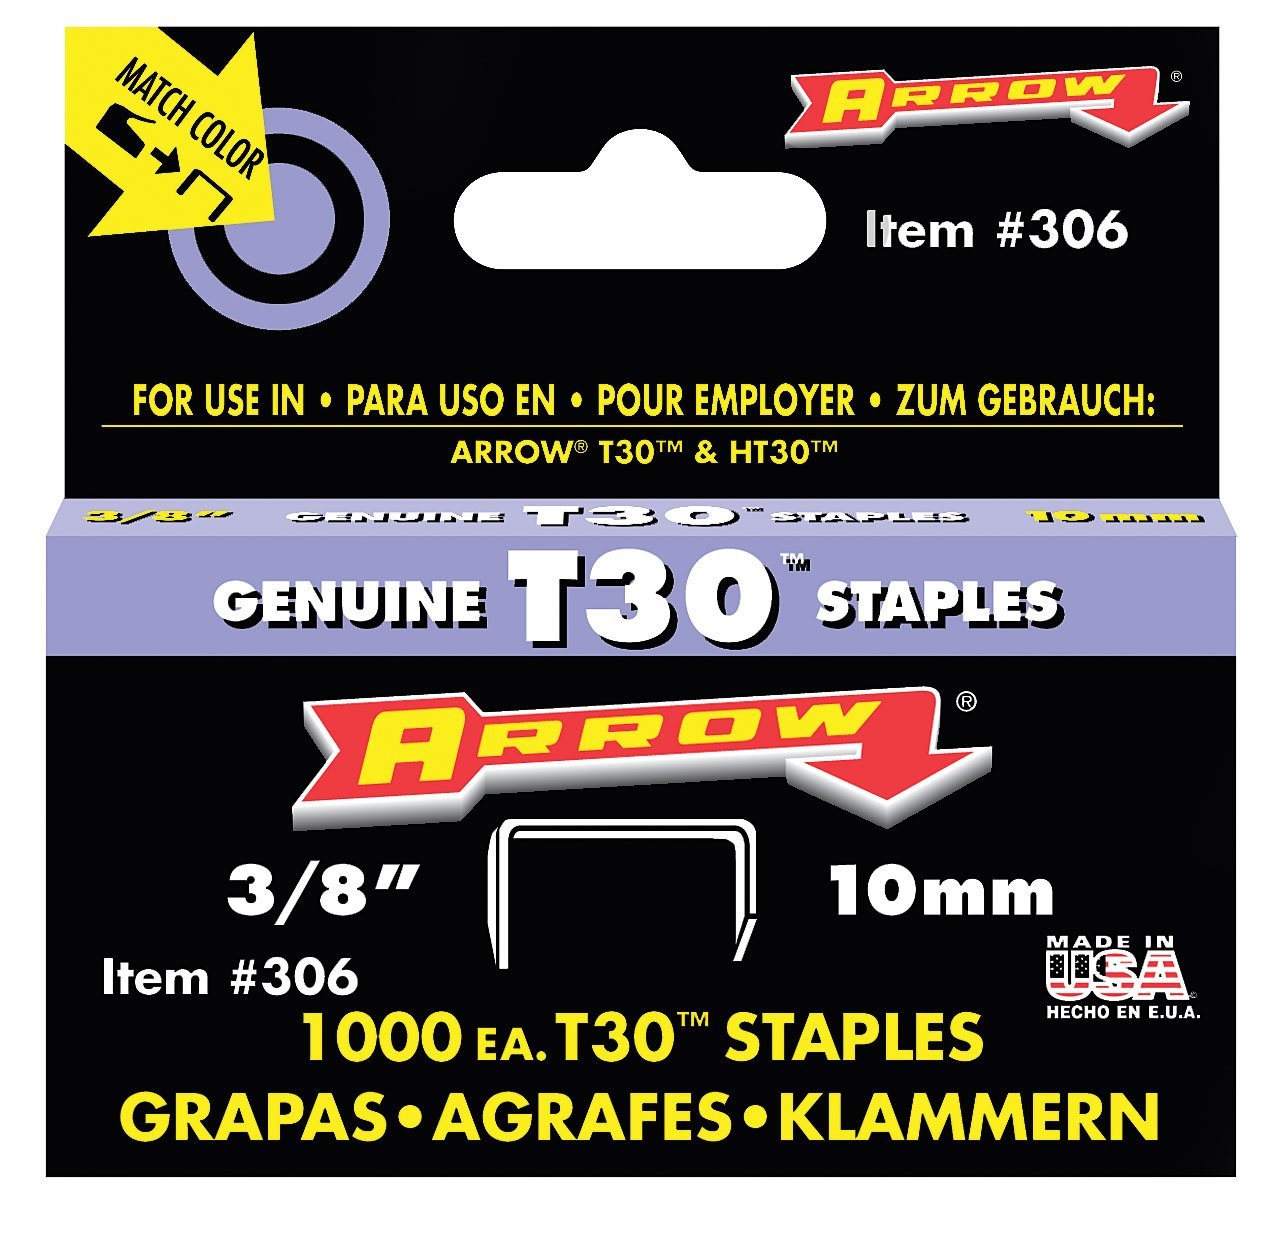 MATCH COLOR
ARROW®
Item #306
FOR USE IN • PARA USO EN • POUR EMPLOYER • ZUM GEBRAUCH:
ARROW® T30™ & HT30™
3/8" GENUINE T30™ STAPLES 10mm
GENUINE T30™ STAPLES
ARROW®
3/8" 10mm
Item #306
MADE IN
USA
HECHO EN E.U.A.
1000 EA. T30™ STAPLES
GRAPAS • AGRAFES • KLAMMERN